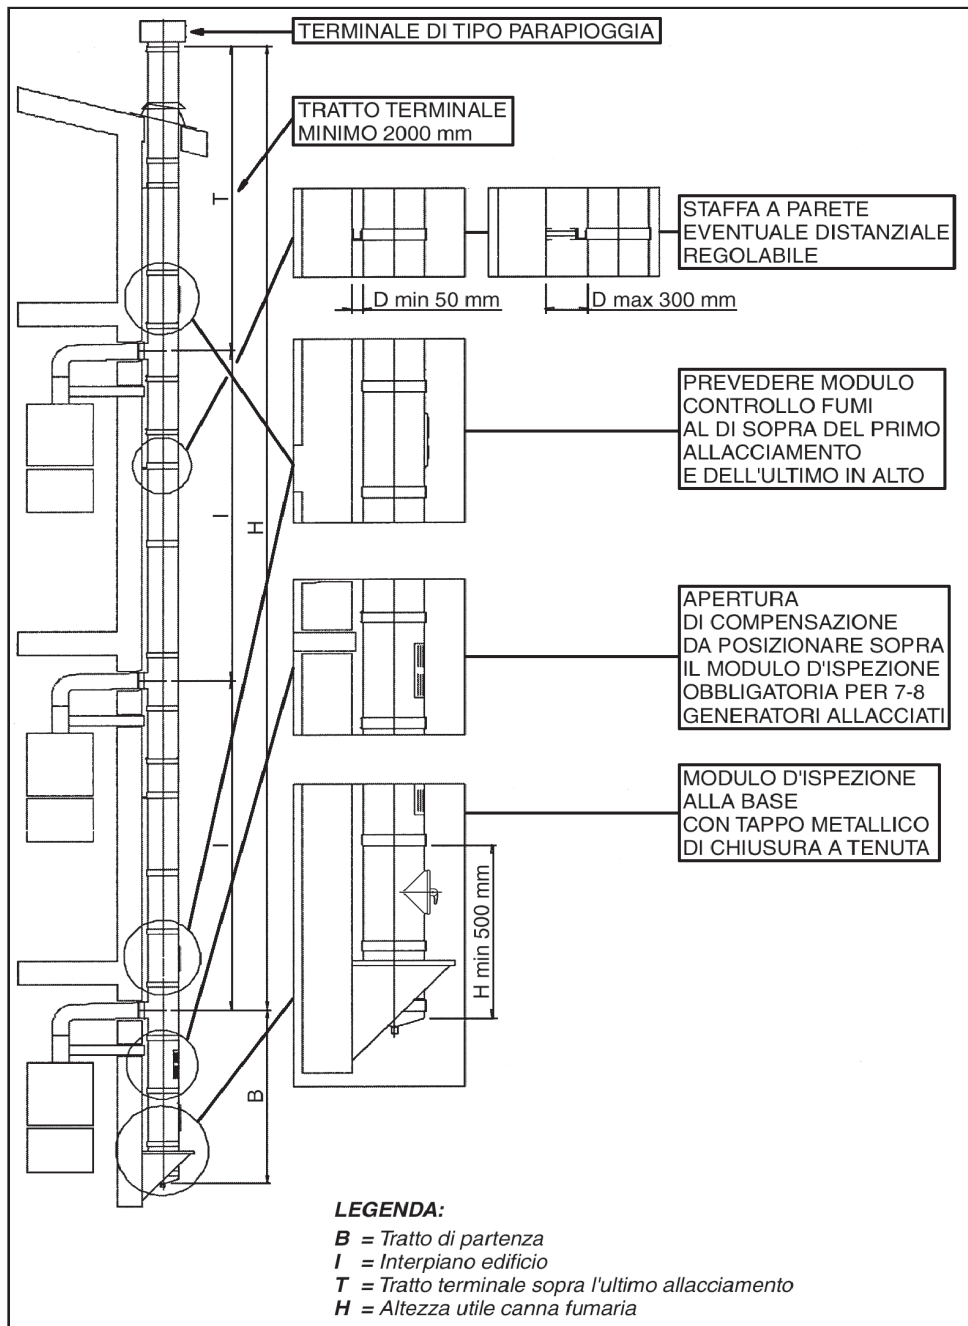 TERMINALE DI TIPO PARAPIOGGIA
TRATTO TERMINALE
MINIMO 2000 mm
T
STAFFA A PARETE
EVENTUALE DISTANZIALE
REGOLABILE
D min 50 mm
D max 300 mm
PREVEDERE MODULO
CONTROLLO FUMI
AL DI SOPRA DEL PRIMO
ALLACCIAMENTO
E DELL'ULTIMO IN ALTO
I
H
APERTURA
DI COMPENSAZIONE
DA POSIZIONARE SOPRA
IL MODULO D'ISPEZIONE
OBBLIGATORIA PER 7-8
GENERATORI ALLACCIATI
MODULO D'ISPEZIONE
ALLA BASE
CON TAPPO METALLICO
DI CHIUSURA A TENUTA
I
H min 500 mm
B
LEGENDA:
B = Tratto di partenza
I = Interpiano edificio
T = Tratto terminale sopra l'ultimo allacciamento
H = Altezza utile canna fumaria